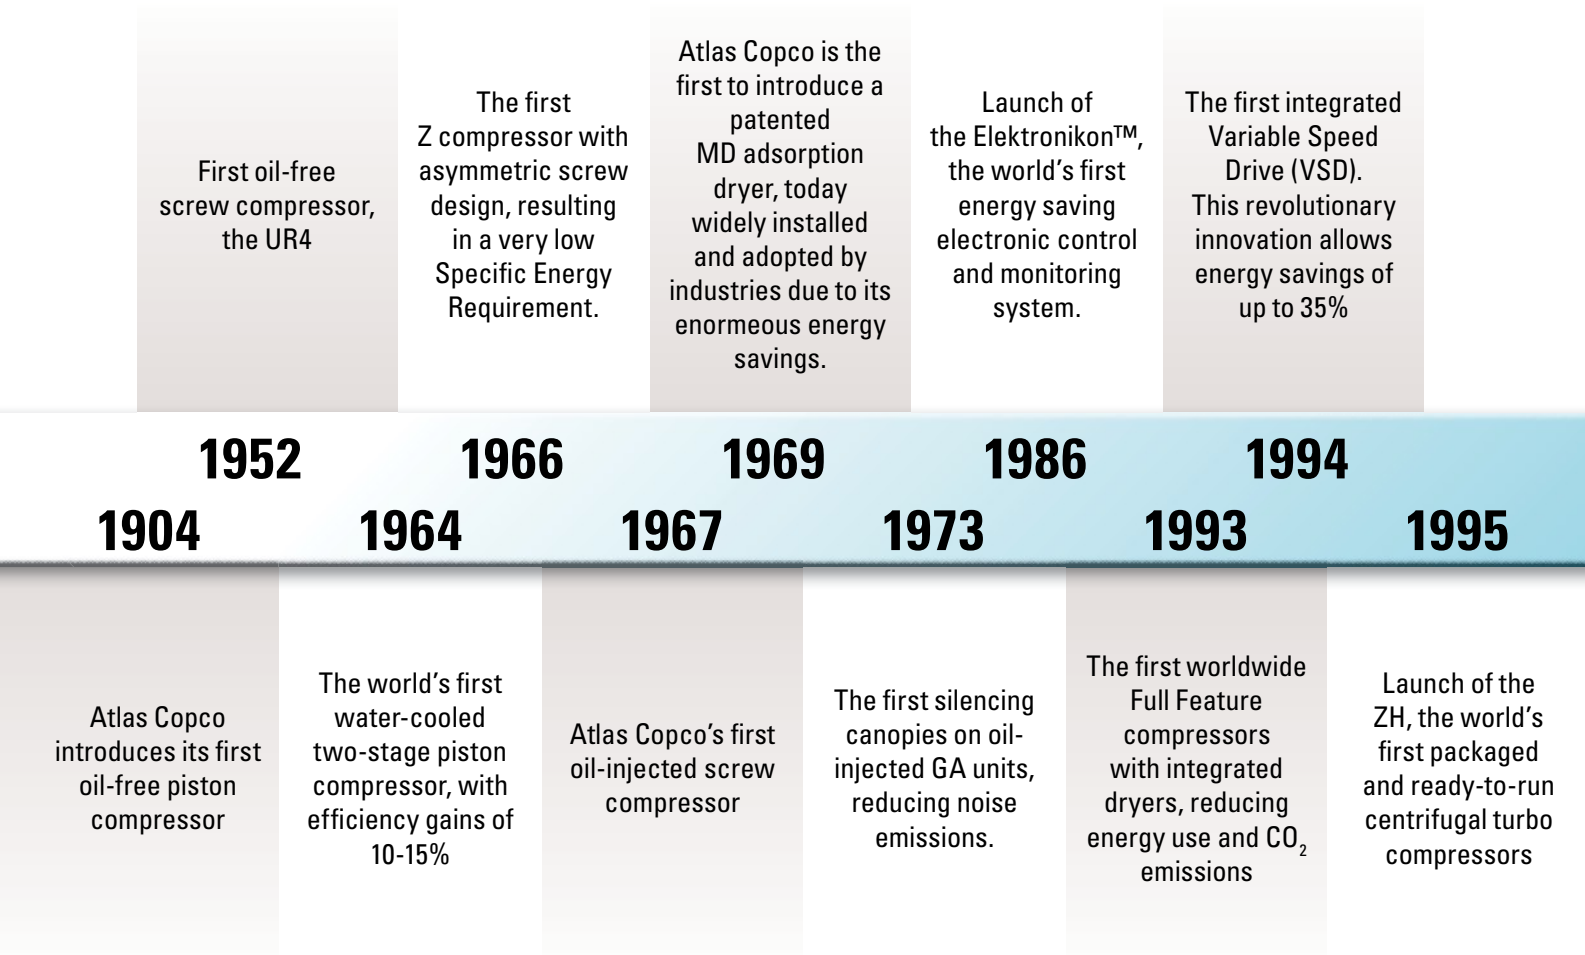 First oil-free
screw compressor,
the UR4
The first
Z compressor with
asymmetric screw
design, resulting
in a very low
Specific Energy
Requirement.
Atlas Copco is the
first to introduce a
patented
MD adsorption
dryer, today
widely installed
and adopted by
industries due to its
enormeous energy
savings.
Launch of
the Elektronikon™,
the world’s first
energy saving
electronic control
and monitoring
system.
The first integrated
Variable Speed
Drive (VSD).
This revolutionary
innovation allows
energy savings of
up to 35%
1952 1966 1969 1986 1994
1904 1964 1967 1973 1993 1995
Atlas Copco
introduces its first
oil-free piston
compressor
The world’s first
water-cooled
two-stage piston
compressor, with
efficiency gains of
10-15%
Atlas Copco’s first
oil-injected screw
compressor
The first silencing
canopies on oil-
injected GA units,
reducing noise
emissions.
The first worldwide
Full Feature
compressors
with integrated
dryers, reducing
energy use and CO₂
emissions
Launch of the
ZH, the world’s
first packaged
and ready-to-run
centrifugal turbo
compressors